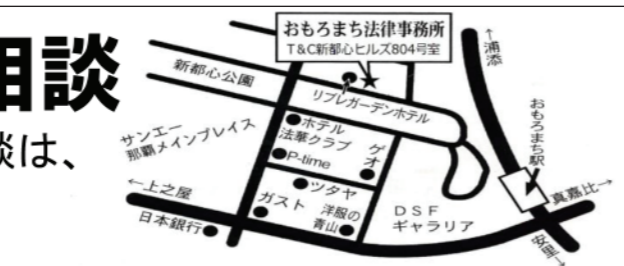 相談
談は、
おもろまち法律事務所
T&C新都心ヒルズ804号室
新都心公園
リブレガーデンホテル
サンエー
那覇メインプレイス
ホテル
法華クラブ
ゲオ
P-time
ツタヤ
ガスト
洋服の
青山
←上之屋
日本銀行
DSF
ギャラリア
↑浦添
おもろまち駅
真嘉比→
安里→